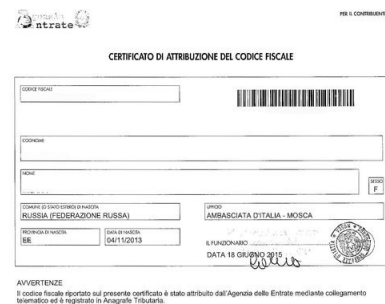 genzia
ntrate
PER IL CONTRIBUENTE
CERTIFICATO DI ATTRIBUZIONE DEL CODICE FISCALE
CODICE FISCALE
COGNOME
NOME
SESSO
F
COMUNE (O STATO ESTERO) DI NASCITA
RUSSIA (FEDERAZIONE RUSSA)
UFFICIO
AMBASCIATA D'ITALIA - MOSCA
PROVINCIA DI NASCITA
EE
DATA DI NASCITA
04/11/2013
IL FUNZIONARIO
DATA 18 GIUGNO 2015
AVVERTENZE
Il codice fiscale riportato sul presente certificato è stato attribuito dall'Agenzia delle Entrate mediante collegamento
telematico ed è registrato in Anagrafe Tributaria.